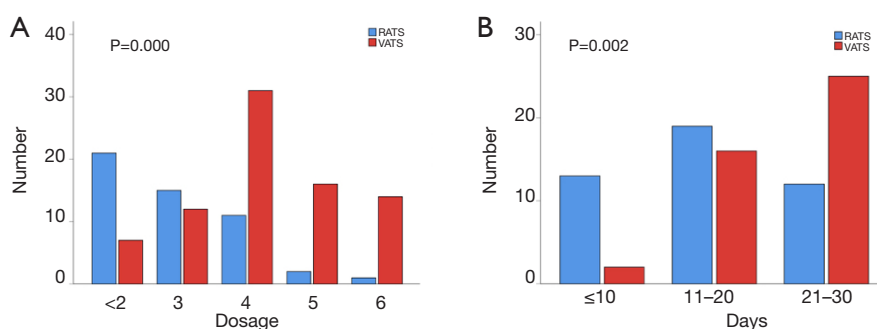 A
P=0.000
RATS
VATS
Number
40
30
20
10
0
<2 3 4 5 6
Dosage
B
P=0.002
RATS
VATS
Number
30
20
10
0
≤10 11–20 21–30
Days